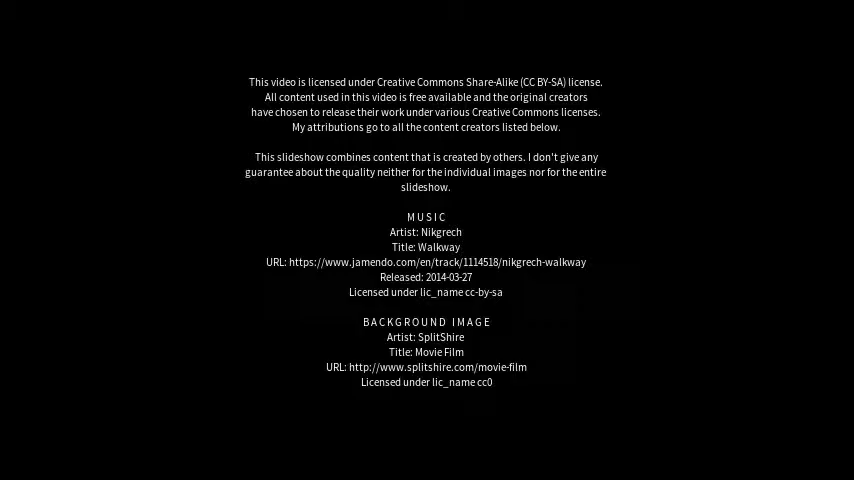 This video is licensed under Creative Commons Share-Alike (CC BY-SA) license.
All content used in this video is free available and the original creators
have chosen to release their work under various Creative Commons licenses.
My attributions go to all the content creators listed below.
This slideshow combines content that is created by others. I don't give any
guarantee about the quality neither for the individual images nor for the entire
slideshow.
M U S I C
Artist: Nikgrech
Title: Walkway
URL: https://www.jamendo.com/en/track/1114518/nikgrech-walkway
Released: 2014-03-27
Licensed under lic_name cc-by-sa
B A C K G R O U N D  I M A G E
Artist: SplitShire
Title: Movie Film
URL: http://www.splitshire.com/movie-film
Licensed under lic_name cc0